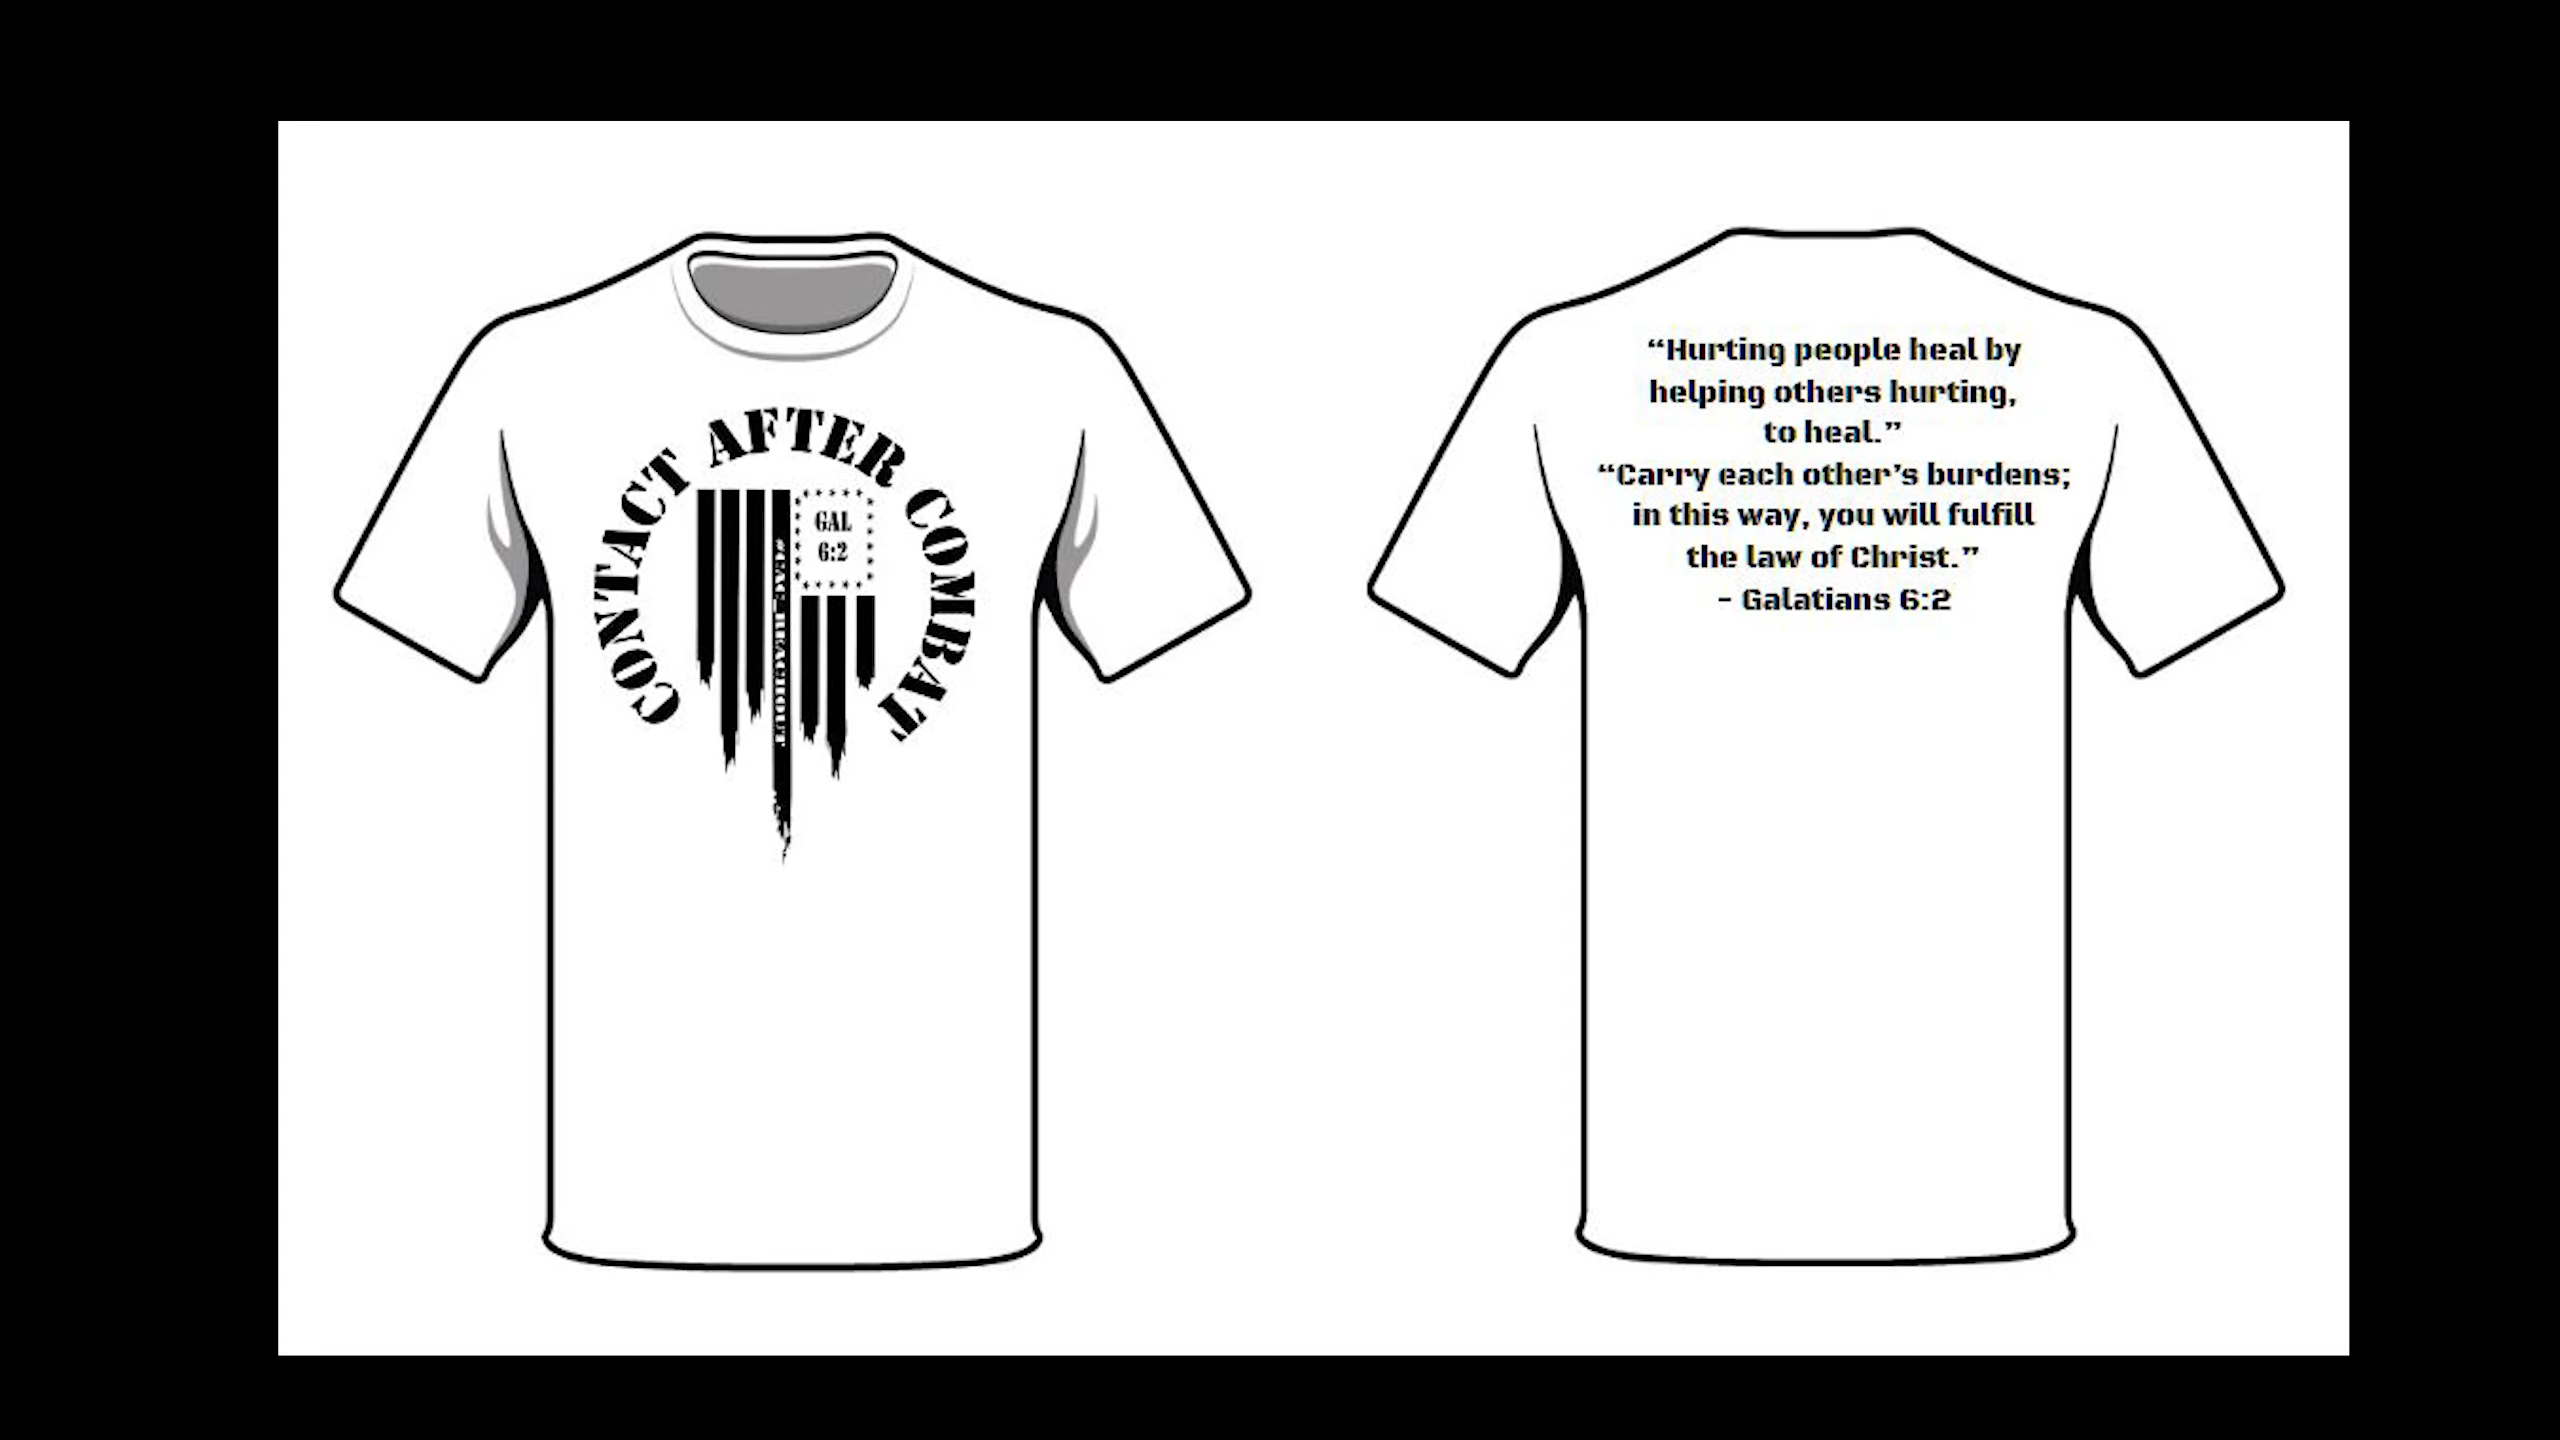 CONTACT AFTER COMBAT
GAL
6:2
“Hurting people heal by
helping others hurting,
to heal.”
“Carry each other’s burdens;
in this way, you will fulfill
the law of Christ.”
- Galatians 6:2